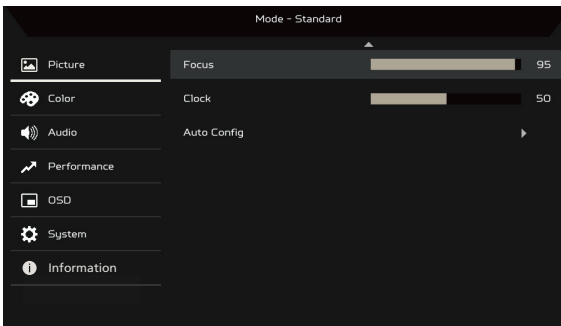 Mode - Standard
Picture
Focus 95
Color
Clock 50
Audio
Auto Config
Performance
OSD
System
Information